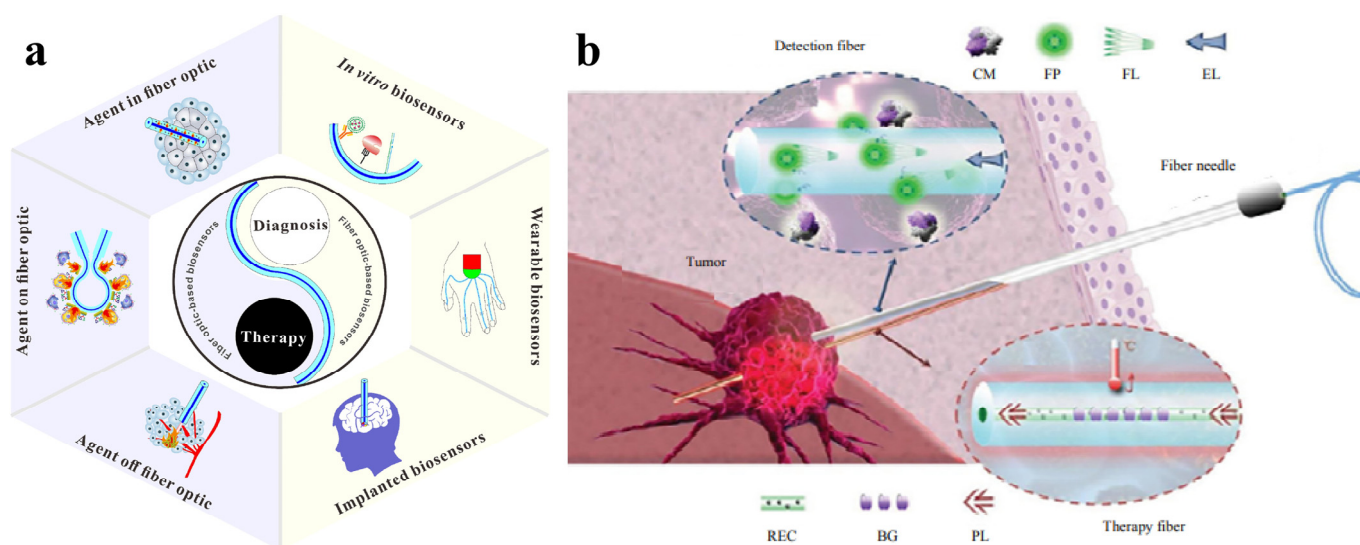 a
Agent in fiber optic
In vitro biosensors
Agent on fiber optic
Wearable biosensors
Agent off fiber optic
Implanted biosensors
Fiber optic-based biosensors
Diagnosis
Therapy
Fiber optic-based biosensors
b
Detection fiber
CM FP FL EL
Fiber needle
Tumor
°C
REC BG PL
Therapy fiber